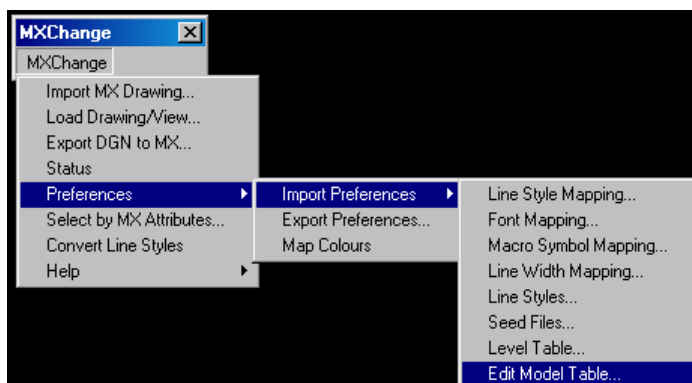 MXChange
MXChange
Import MX Drawing...
Load Drawing/View...
Export DGN to MX...
Status
Preferences
Select by MX Attributes...
Convert Line Styles
Help
Import Preferences
Export Preferences...
Map Colours
Line Style Mapping...
Font Mapping...
Macro Symbol Mapping...
Line Width Mapping...
Line Styles...
Seed Files...
Level Table...
Edit Model Table...